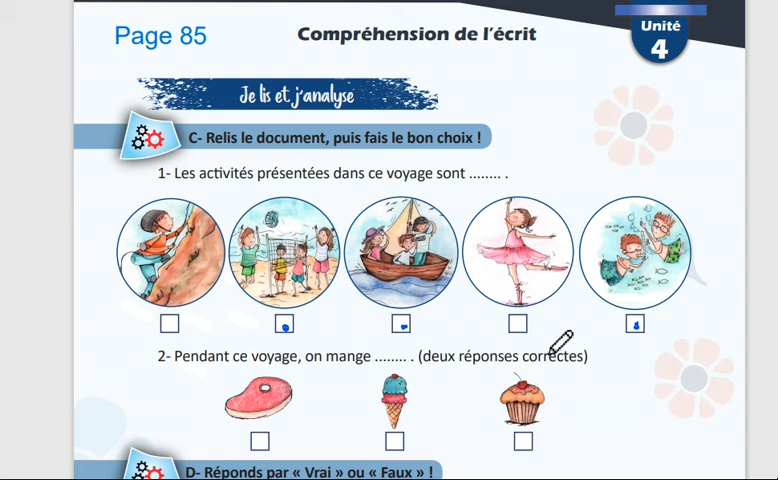 Page 85
Compréhension de l'écrit
Unité
4
Je lis et j'analyse
C- Relis le document, puis fais le bon choix !
1- Les activités présentées dans ce voyage sont ........ .
2- Pendant ce voyage, on mange ........ . (deux réponses correctes)
D- Réponds par « Vrai » ou « Faux » !